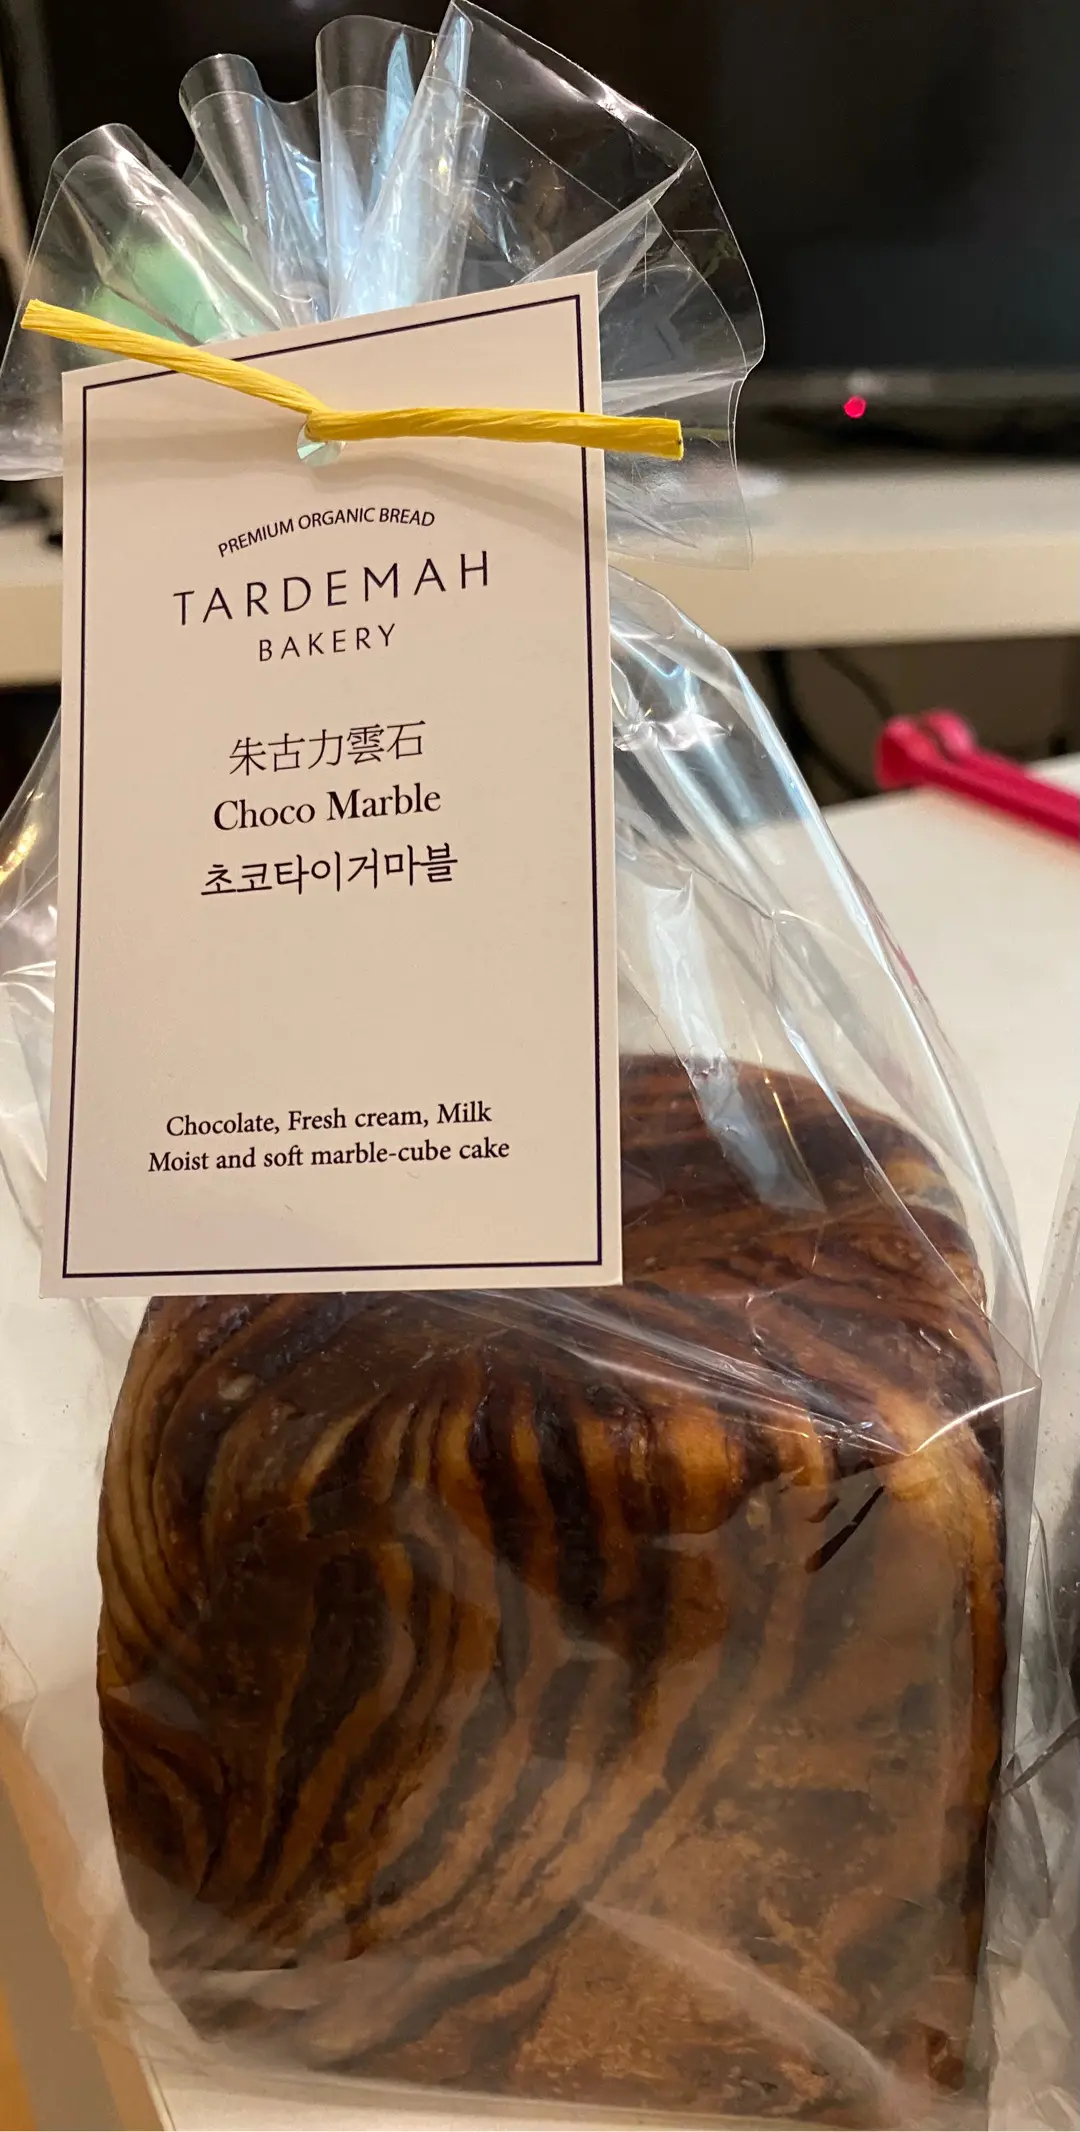 PREMIUM ORGANIC BREAD
TARDEMAH
BAKERY
朱古力雲石
Choco Marble
초코타이거마블
Chocolate, Fresh cream, Milk
Moist and soft marble-cube cake